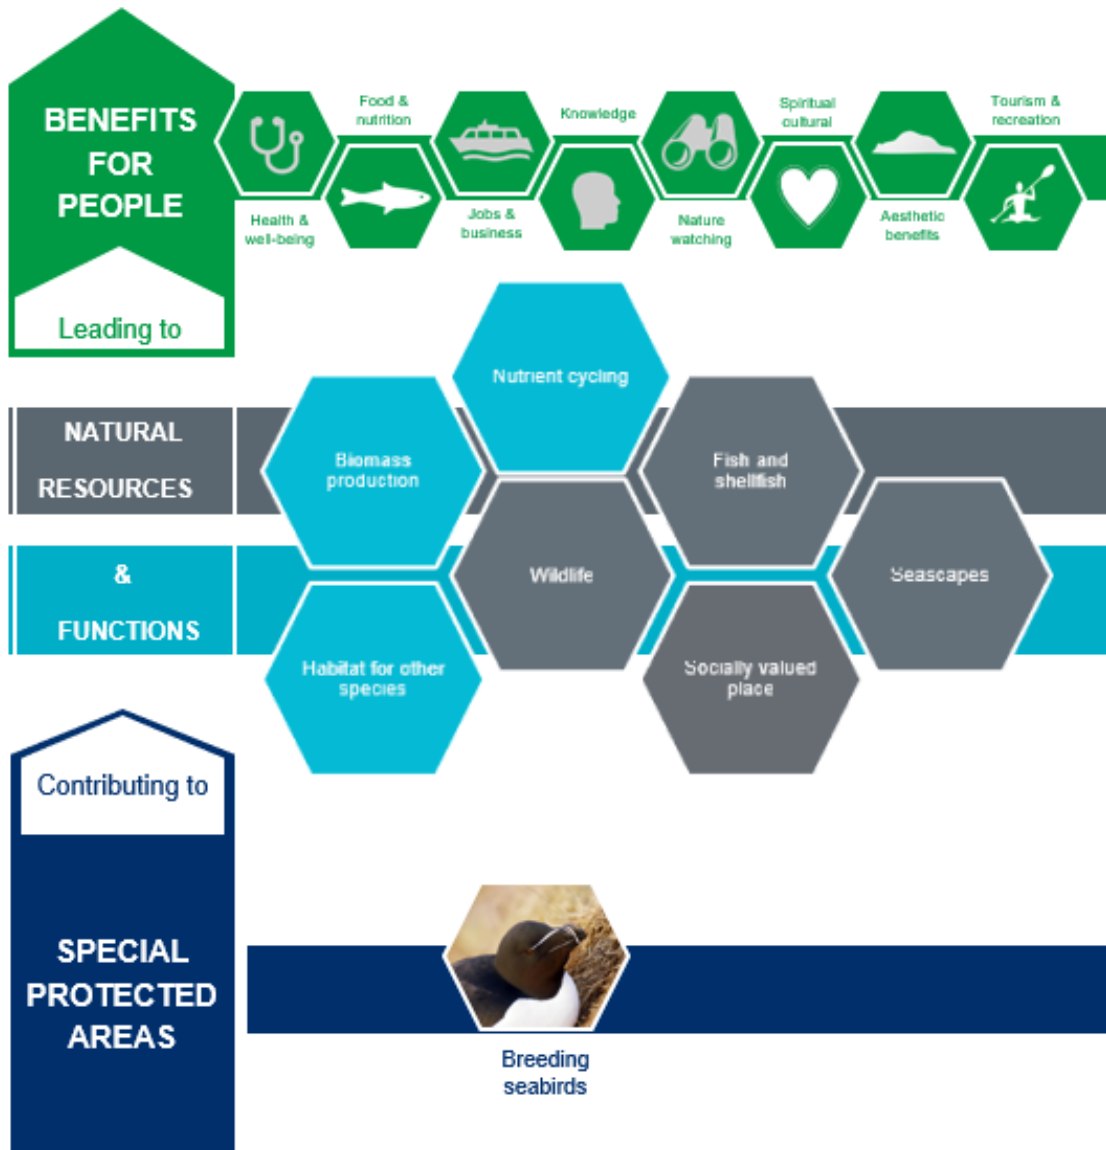 BENEFITS
FOR
PEOPLE
Leading to
Health &
well-being
Food &
nutrition
Jobs &
business
Knowledge
Nature
watching
Spiritual
cultural
Aesthetic
benefits
Tourism &
recreation
NATURAL
RESOURCES
&
FUNCTIONS
Nutrient cycling
Biomass
production
Fish and
shellfish
Wildlife
Seascapes
Habitat for other
species
Socially valued
place
Contributing to
SPECIAL
PROTECTED
AREAS
Breeding
seabirds